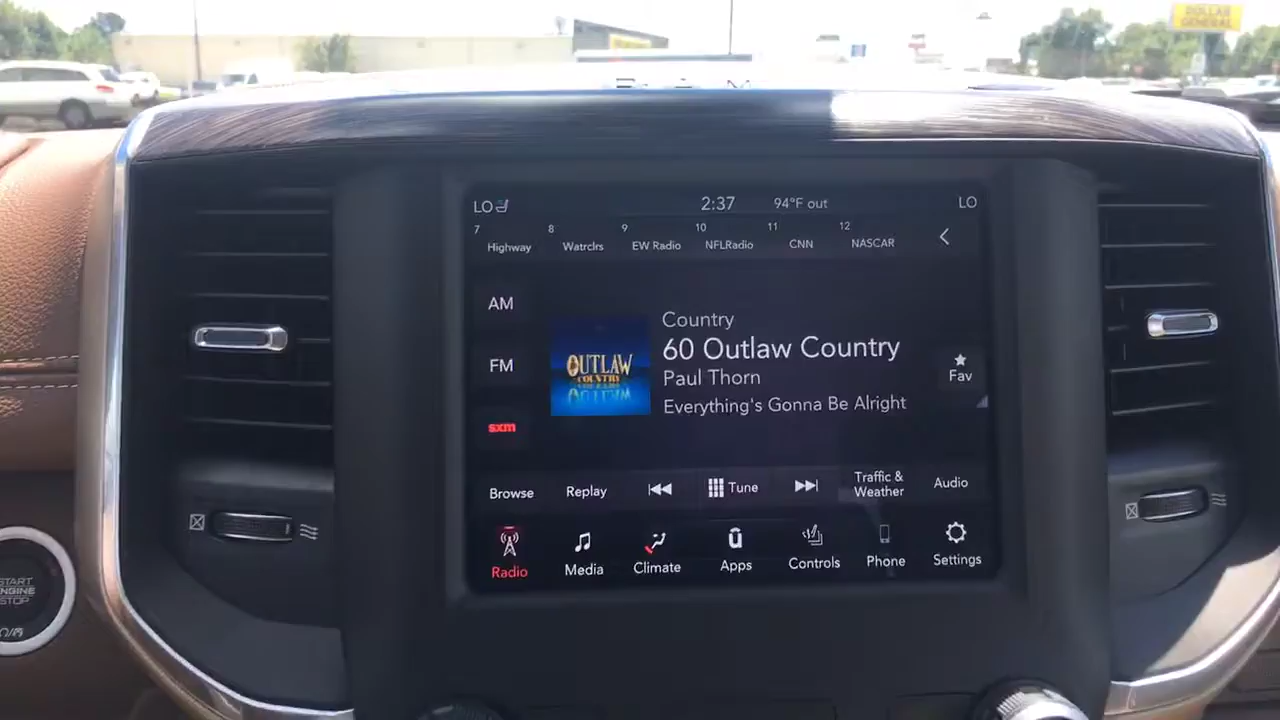 DOLLAR
GENERAL
LO
2:37
94°F out
LO
7 Highway
8 Watrclrs
9 EW Radio
10 NFLRadio
11 CNN
12 NASCAR
AM
FM
sxm
OUTLAW
COUNTRY
Country
60 Outlaw Country
Paul Thorn
Everything's Gonna Be Alright
Fav
Browse
Replay
Tune
Traffic &
Weather
Audio
Radio
Media
Climate
Apps
Controls
Phone
Settings
START
ENGINE
STOP